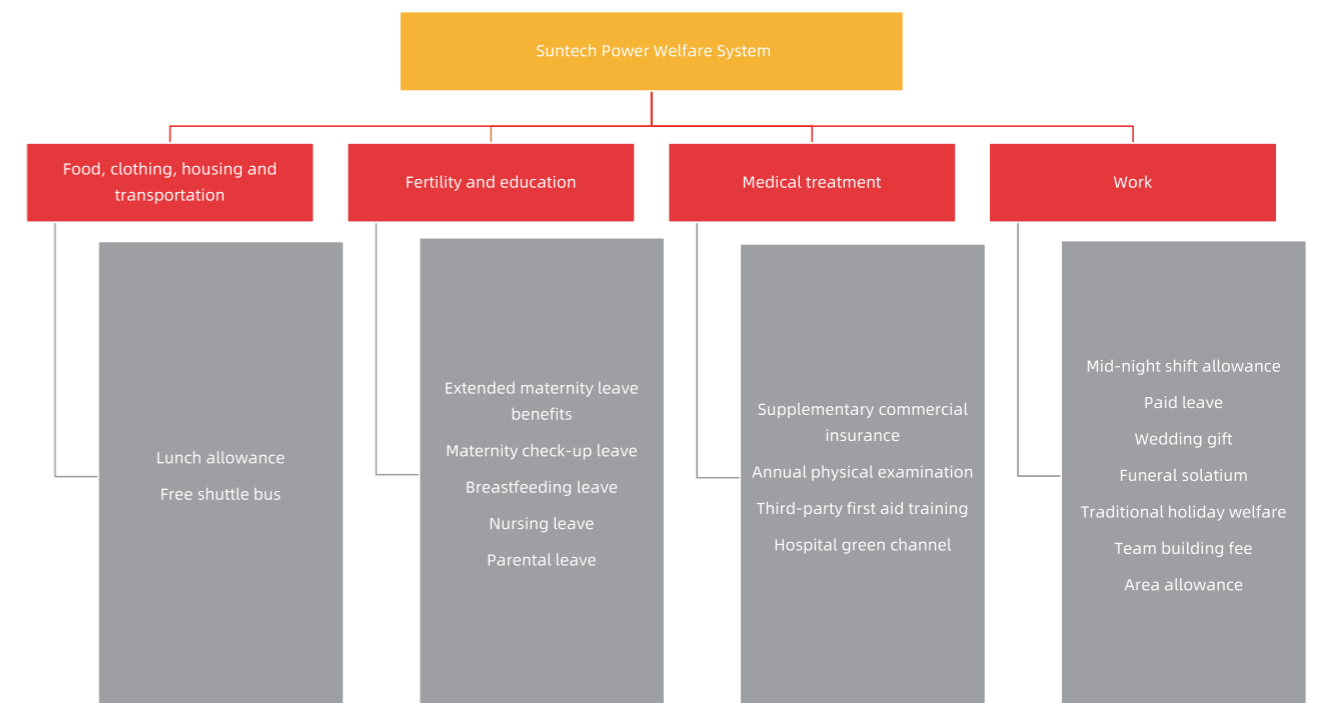 Suntech Power Welfare System
Food, clothing, housing and
transportation
Fertility and education
Medical treatment
Work
Lunch allowance
Free shuttle bus
Extended maternity leave
benefits
Maternity check-up leave
Breastfeeding leave
Nursing leave
Parental leave
Supplementary commercial
insurance
Annual physical examination
Third-party first aid training
Hospital green channel
Mid-night shift allowance
Paid leave
Wedding gift
Funeral solatium
Traditional holiday welfare
Team building fee
Area allowance